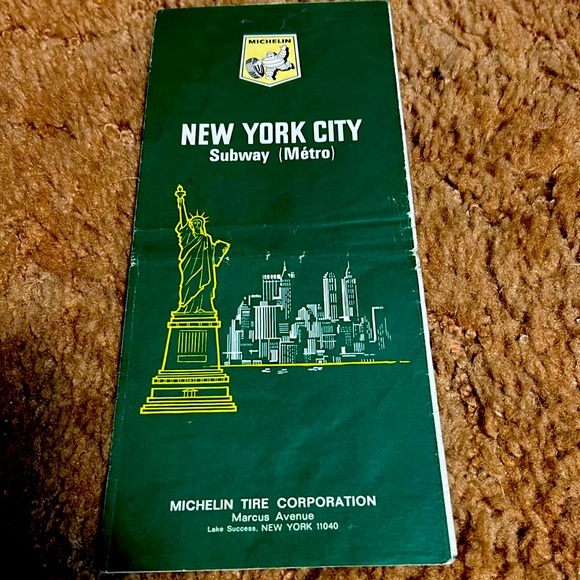 MICHELIN
NEW YORK CITY
Subway (Métro)
MICHELIN TIRE CORPORATION
Marcus Avenue
Lake Success, NEW YORK 11040